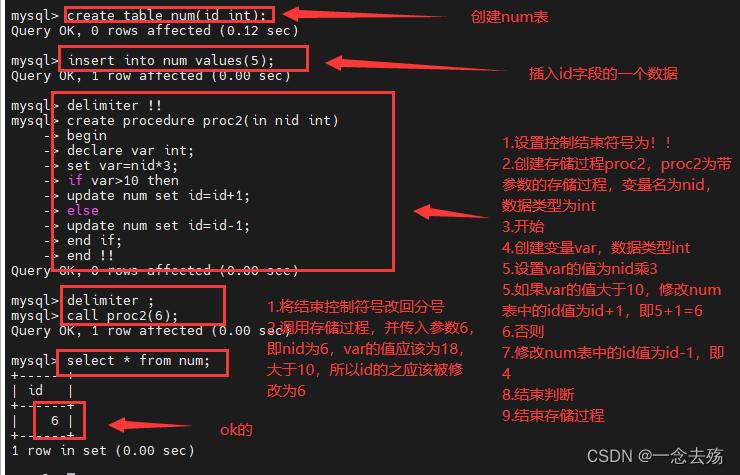 mysql> create table num(id int);
创建num表
Query OK, 0 rows affected (0.12 sec)
mysql> insert into num values(5);
Query OK, 1 row affected (0.00 sec)
插入id字段的一个数据
mysql> delimiter !!
mysql> create procedure proc2(in nid int)
-> begin
-> declare var int;
-> set var=nid*3;
-> if var>10 then
-> update num set id=id+1;
-> else
-> update num set id=id-1;
-> end if;
-> end !!
Query OK, 0 rows affected (0.00 sec)
1.设置控制结束符号为！！
2.创建存储过程proc2，proc2为带
参数的存储过程，变量名为nid，
数据类型为int
3.开始
4.创建变量var，数据类型int
5.设置var的值为nid乘3
5.如果var的值大于10，修改num
表中的id值为id+1，即5+1=6
6.否则
7.修改num表中的id值为id-1，即
4
8.结束判断
9.结束存储过程
mysql> delimiter ;
mysql> call proc2(6);
Query OK, 1 row affected (0.00 sec)
1.将结束控制符号改回分号
2.调用存储过程，并传入参数6，
即nid为6，var的值应该为18，
大于10，所以id的之应该被修
改为6
mysql> select * from num;
+------+
| id   |
+------+
|    6 |
+------+
ok的
1 row in set (0.00 sec)
CSDN @一念去殇